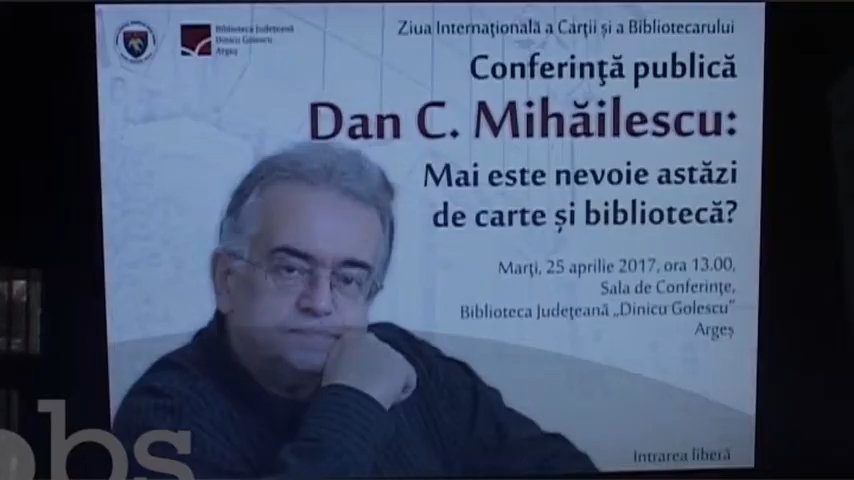 Biblioteca Județeană
Dinicu Golescu
Argeș
Ziua Internațională a Cărții și a Bibliotecarului
Conferinţă publică
Dan C. Mihăilescu:
Mai este nevoie astăzi
de carte și bibliotecă?
Marți, 25 aprilie 2017, ora 13.00,
Sala de Conferințe,
Biblioteca Județeană „Dinicu Golescu”
Argeș
Intrarea liberă
obs